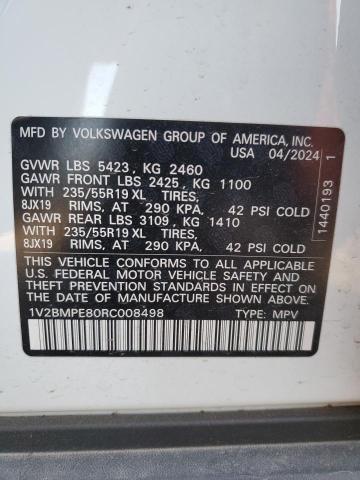 MFD BY VOLKSWAGEN GROUP OF AMERICA, INC.
USA 04/2024
GVWR LBS 5423, KG 2460
GAWR FRONT LBS 2425, KG 1100
WITH 235/55R19 XL TIRES,
8JX19 RIMS, AT 290 KPA, 42 PSI COLD
GAWR REAR LBS 3109, KG 1410
WITH 235/55R19 XL TIRES,
8JX19 RIMS, AT 290 KPA, 42 PSI COLD
THIS VEHICLE CONFORMS TO ALL APPLICABLE
U.S. FEDERAL MOTOR VEHICLE SAFETY AND
THEFT PREVENTION STANDARDS IN EFFECT ON THE
DATE OF MANUFACTURE SHOWN ABOVE.
1V2BMPE80RC008498 TYPE: MPV
1440193 1